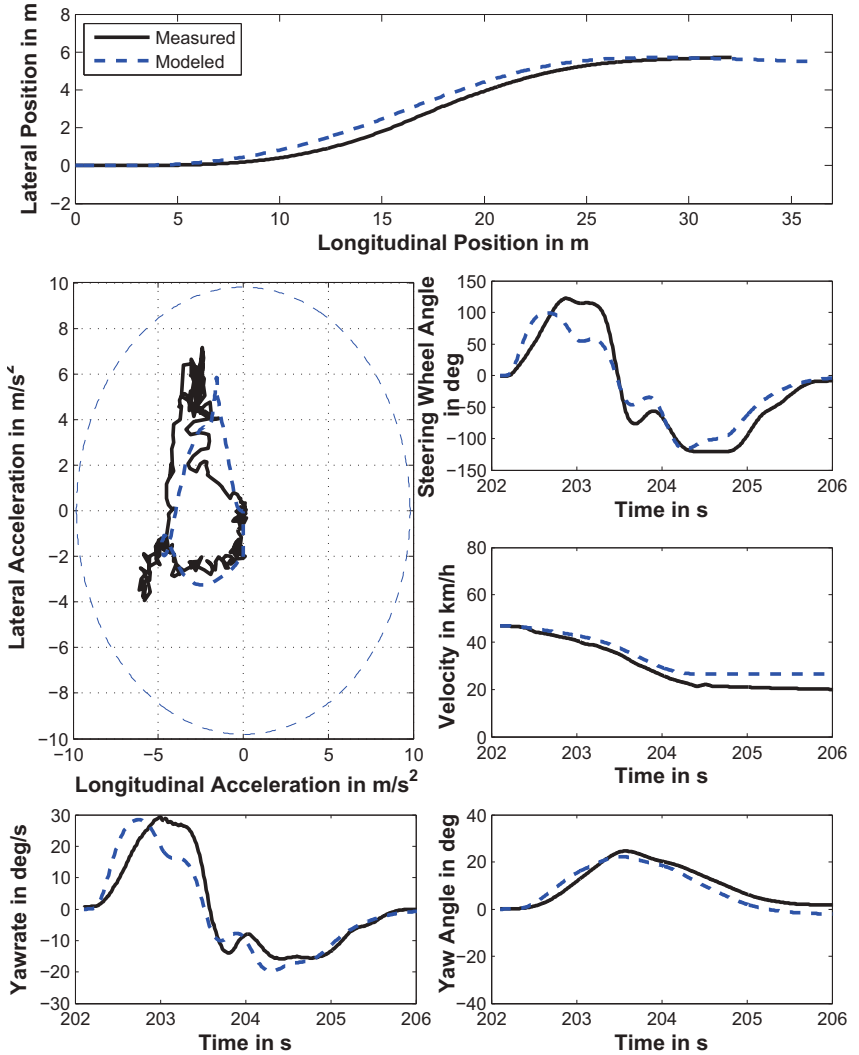 8
6
4
2
0
−2
Lateral Position in m
Measured
Modeled
0 5 10 15 20 25 30 35
Longitudinal Position in m
10
8
6
4
2
0
−2
−4
−6
−8
−10
Lateral Acceleration in m/s²
−10 −5 0 5 10
Longitudinal Acceleration in m/s²
150
100
50
0
−50
−100
−150
Steering Wheel Angle
in deg
202 203 204 205 206
Time in s
80
60
40
20
0
Velocity in km/h
202 203 204 205 206
Time in s
30
20
10
0
−10
−20
−30
Yawrate in deg/s
202 203 204 205 206
Time in s
40
20
0
−20
−40
Yaw Angle in deg
202 203 204 205 206
Time in s